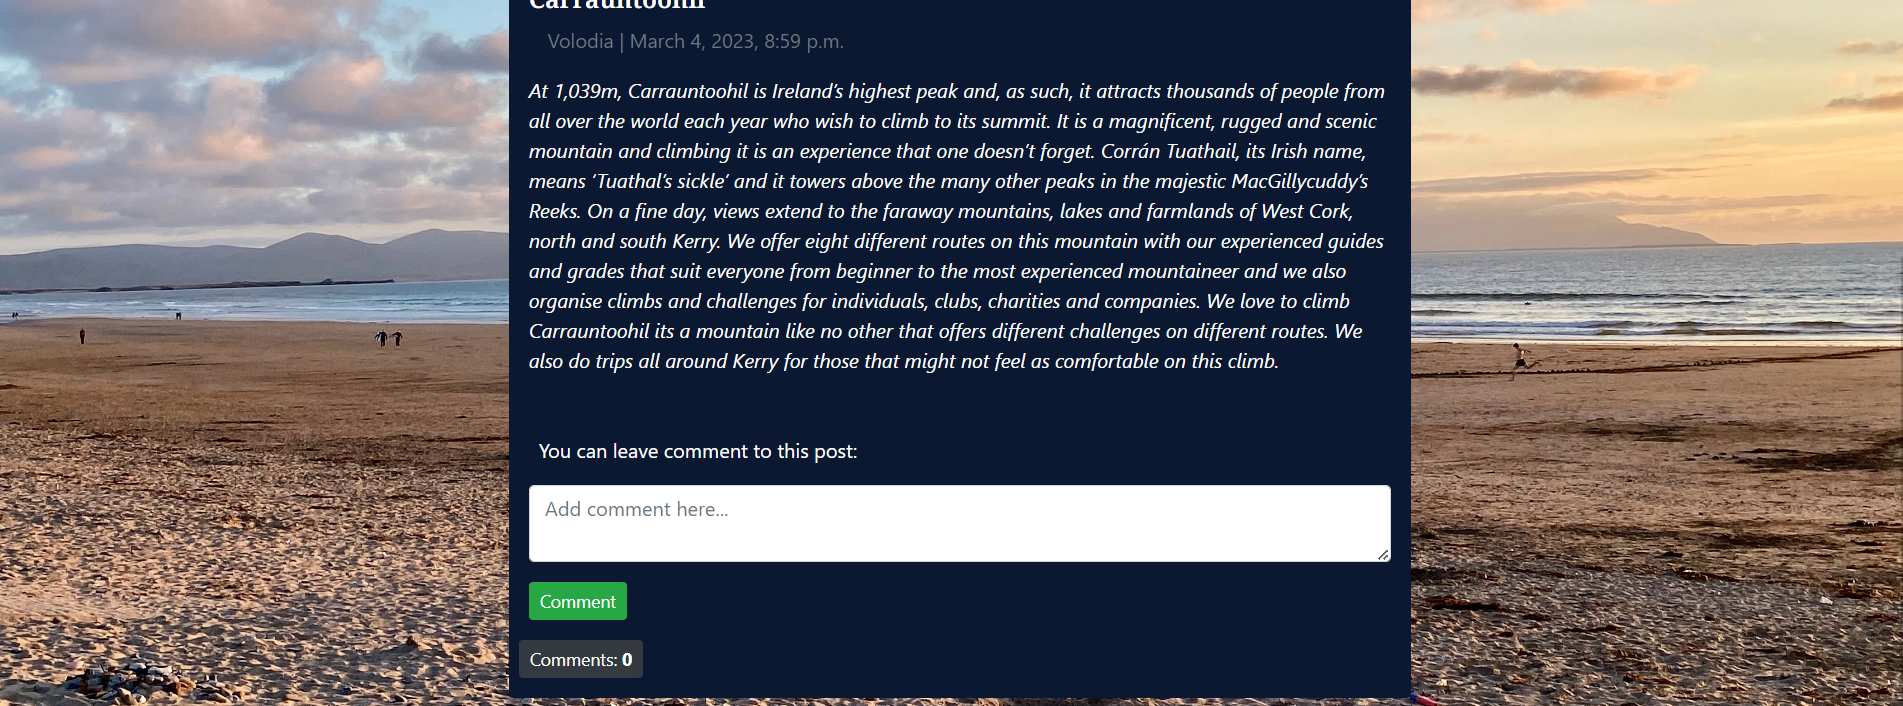 Carrauntoohil
Volodia | March 4, 2023, 8:59 p.m.
At 1,039m, Carrauntoohil is Ireland’s highest peak and, as such, it attracts thousands of people from
all over the world each year who wish to climb to its summit. It is a magnificent, rugged and scenic
mountain and climbing it is an experience that one doesn’t forget. Corrán Tuathail, its Irish name,
means ‘Tuathal’s sickle’ and it towers above the many other peaks in the majestic MacGillycuddy’s
Reeks. On a fine day, views extend to the faraway mountains, lakes and farmlands of West Cork,
north and south Kerry. We offer eight different routes on this mountain with our experienced guides
and grades that suit everyone from beginner to the most experienced mountaineer and we also
organise climbs and challenges for individuals, clubs, charities and companies. We love to climb
Carrauntoohil its a mountain like no other that offers different challenges on different routes. We
also do trips all around Kerry for those that might not feel as comfortable on this climb.
You can leave comment to this post:
Add comment here...
Comment
Comments: 0